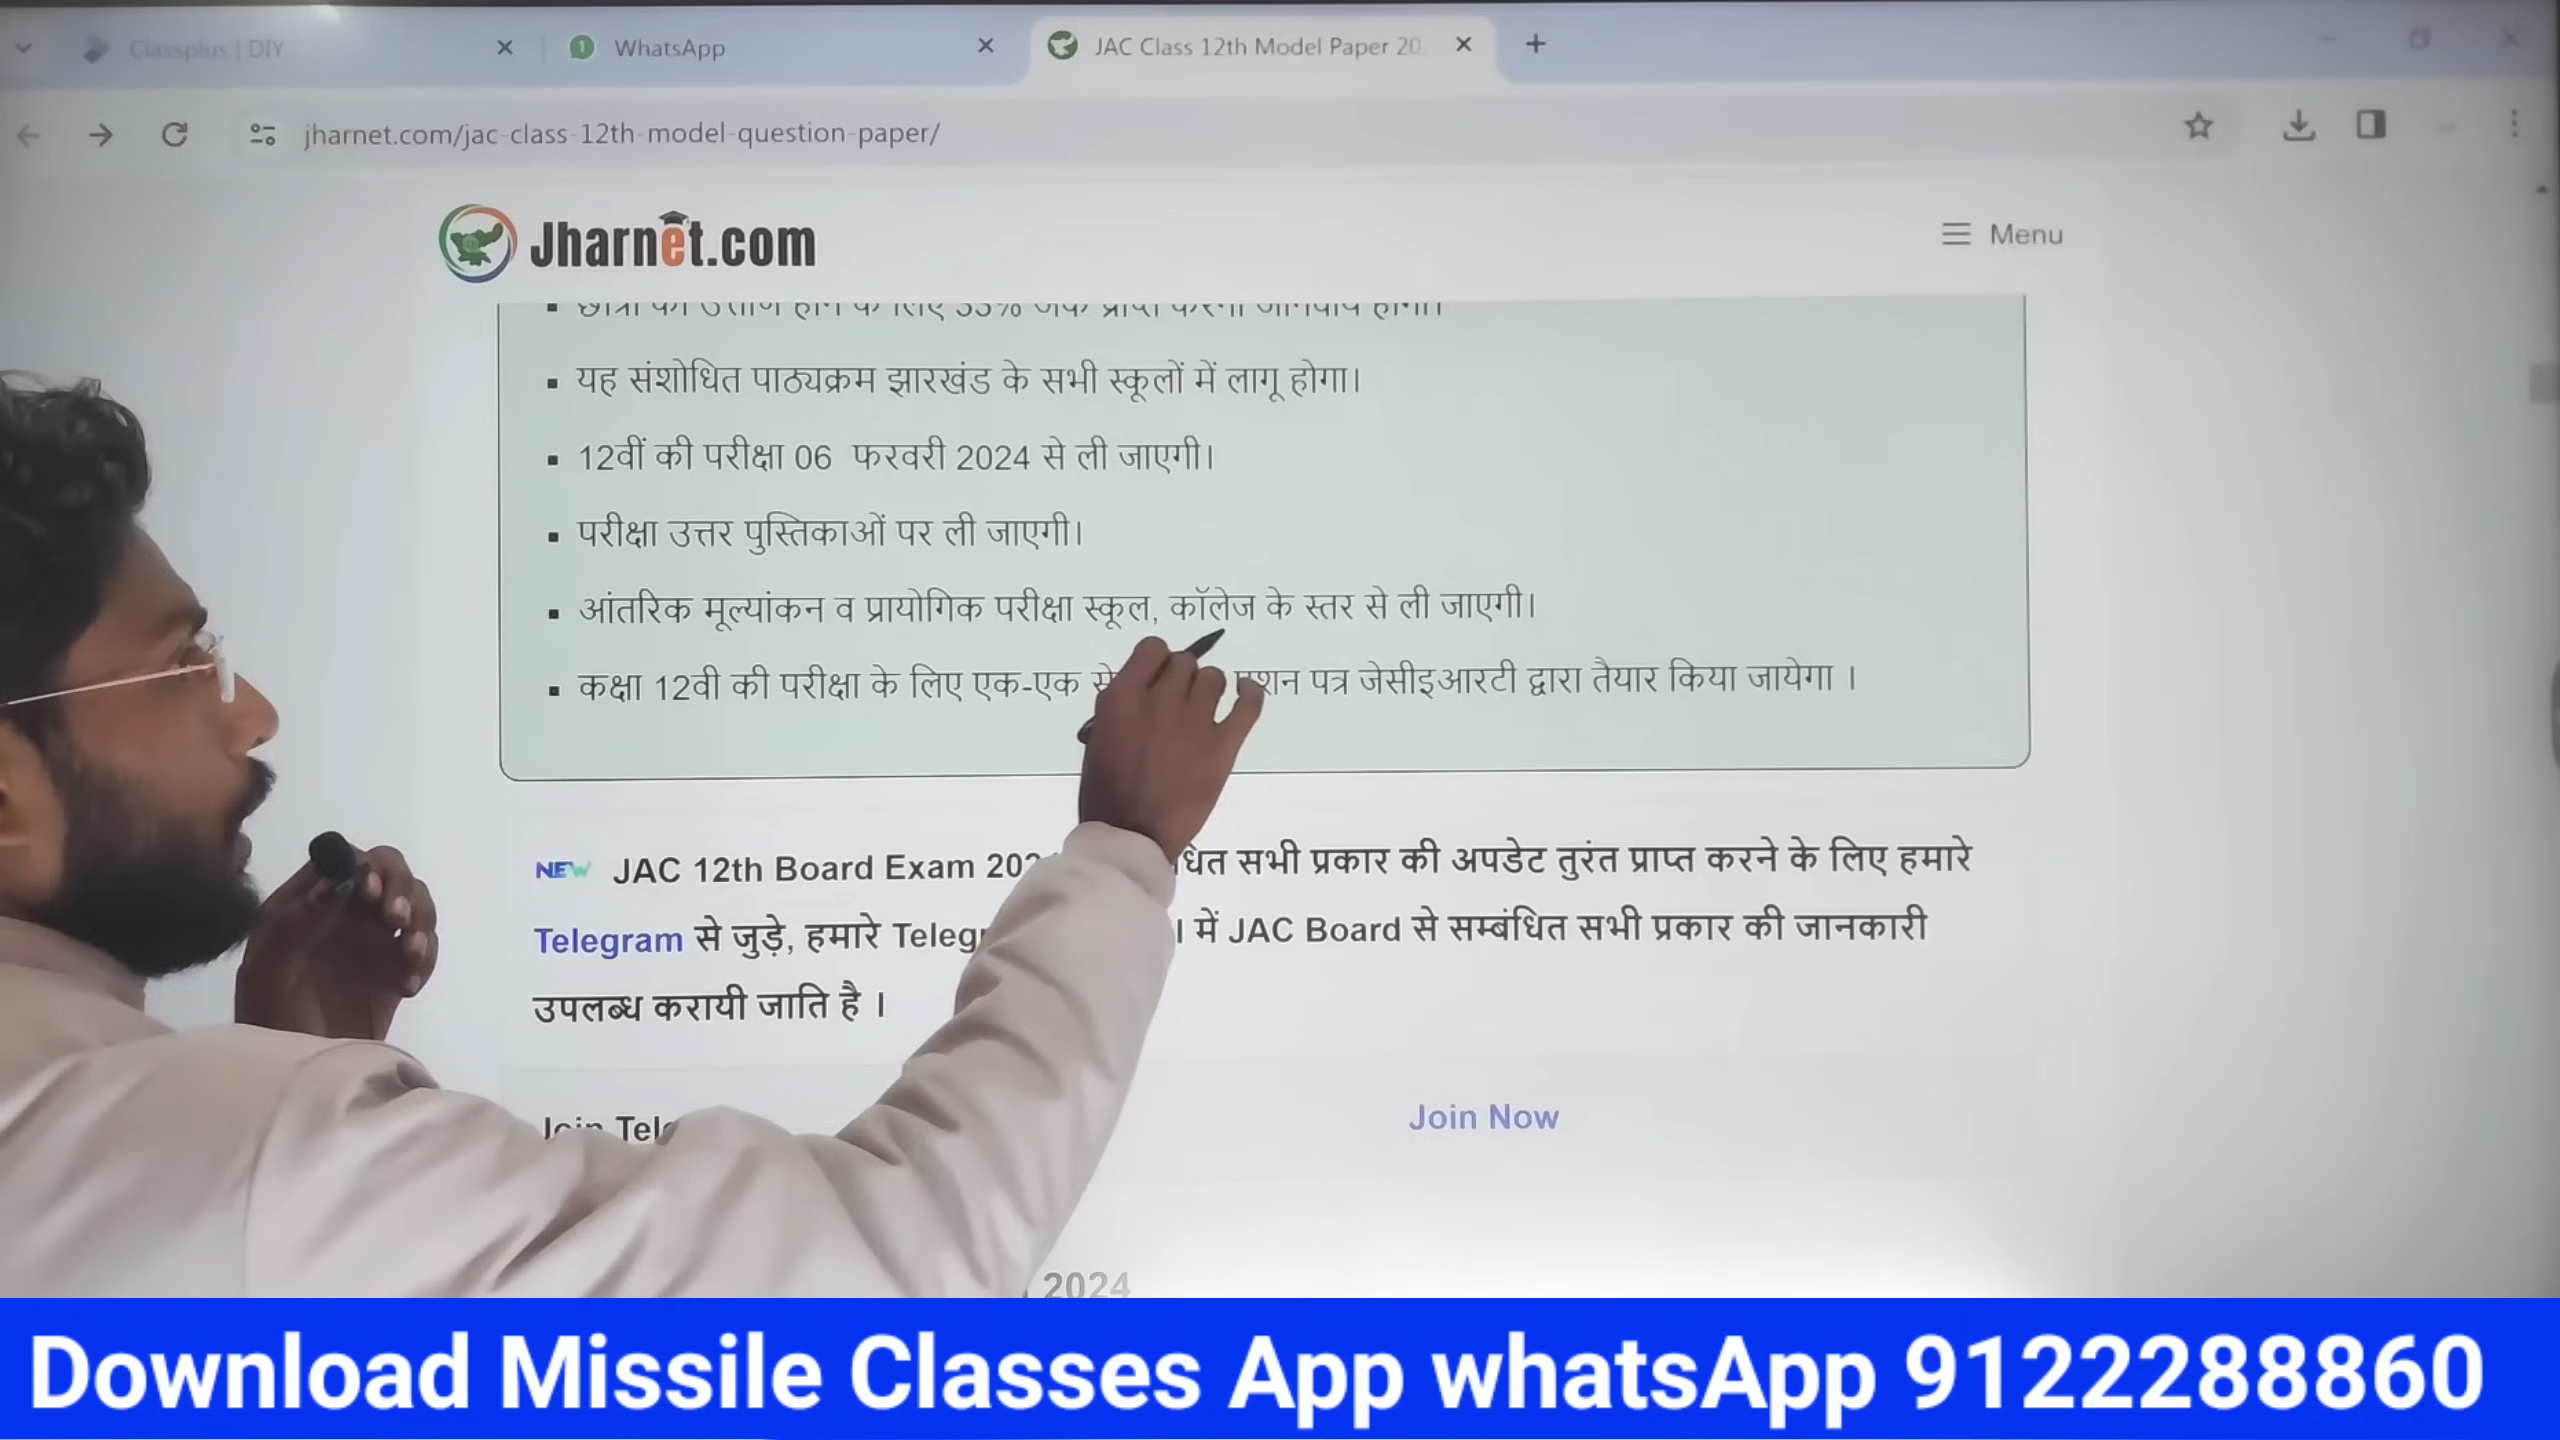 Classplus | DIY
WhatsApp
JAC Class 12th Model Paper 20
jharnet.com/jac-class-12th-model-question-paper/
Jharnet.com
Menu
▪ छात्रों को उत्तीर्ण होने के लिए 33% अंक प्राप्त करना अनिवार्य होगा।
▪ यह संशोधित पाठ्यक्रम झारखंड के सभी स्कूलों में लागू होगा।
▪ 12वीं की परीक्षा 06 फरवरी 2024 से ली जाएगी।
▪ परीक्षा उत्तर पुस्तिकाओं पर ली जाएगी।
▪ आंतरिक मूल्यांकन व प्रायोगिक परीक्षा स्कूल, कॉलेज के स्तर से ली जाएगी।
▪ कक्षा 12वी की परीक्षा के लिए एक-एक पत्र जेसीइआरटी द्वारा तैयार किया जायेगा ।
NEW JAC 12th Board Exam सभी प्रकार की अपडेट तुरंत प्राप्त करने के लिए हमारे
Telegram से जुड़े, हमारे में JAC Board से सम्बंधित सभी प्रकार की जानकारी
उपलब्ध करायी जाति है ।
Join Now
2024
Download Missile Classes App whatsApp 9122288860